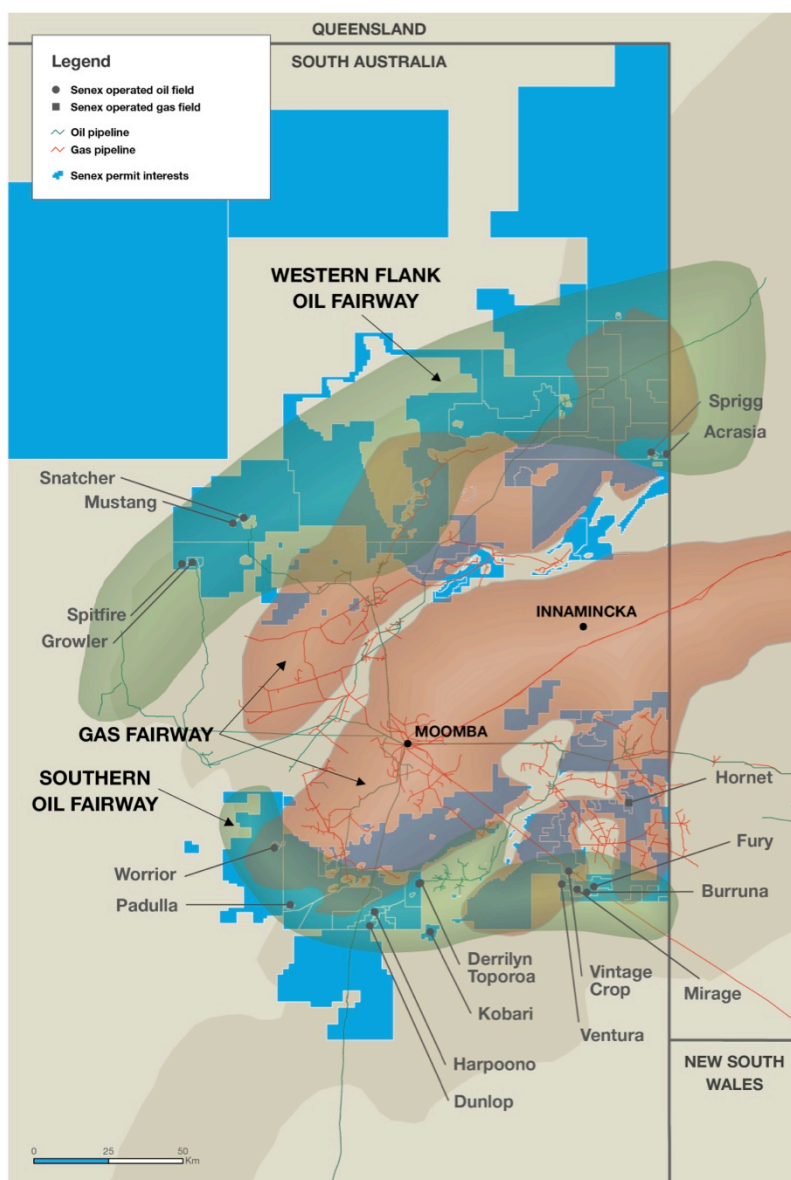 QUEENSLAND
SOUTH AUSTRALIA
Legend
Senex operated oil field
Senex operated gas field
Oil pipeline
Gas pipeline
Senex permit interests
WESTERN FLANK
OIL FAIRWAY
Sprigg
Acrasia
Snatcher
Mustang
Spitfire
Growler
INNAMINCKA
GAS FAIRWAY
MOOMBA
SOUTHERN
OIL FAIRWAY
Hornet
Worrior
Fury
Padulla
Burruna
Derrilyn
Toporoa
Vintage
Crop
Mirage
Kobari
Ventura
Harpoono
Dunlop
NEW SOUTH
WALES
0 25 50
Km